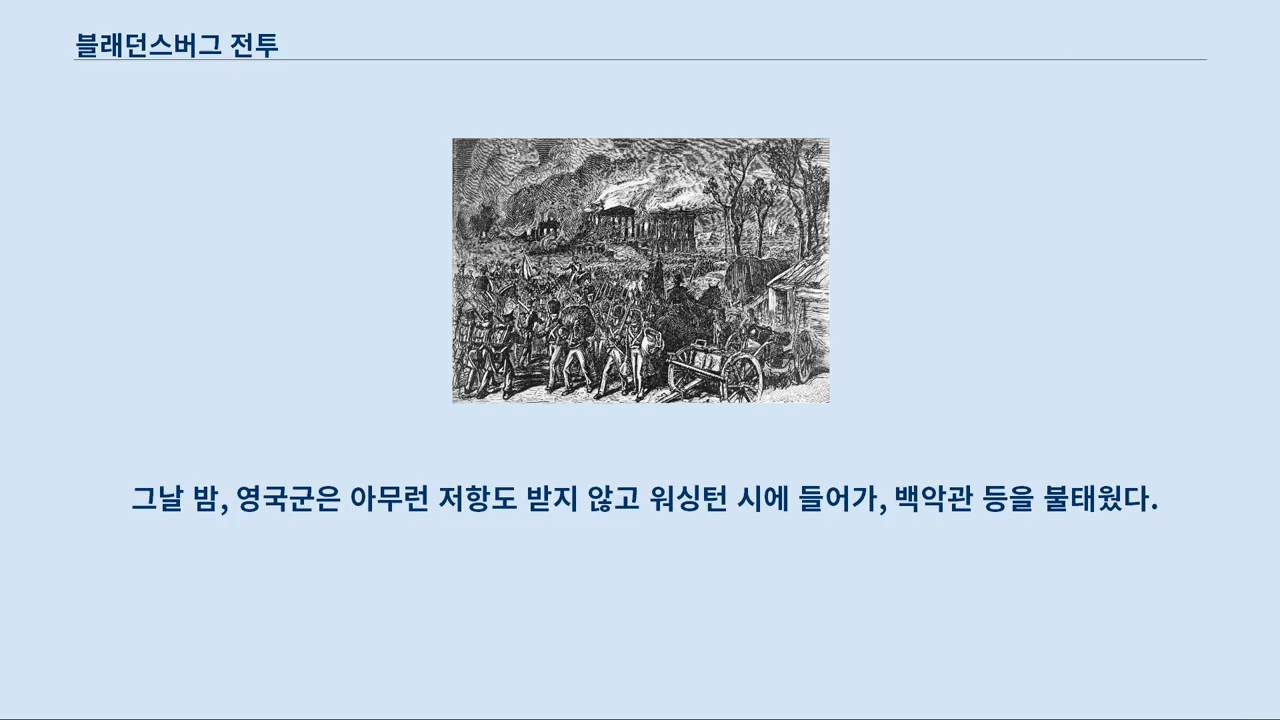 블래던스버그 전투
그날 밤, 영국군은 아무런 저항도 받지 않고 워싱턴 시에 들어가, 백악관 등을 불태웠다.